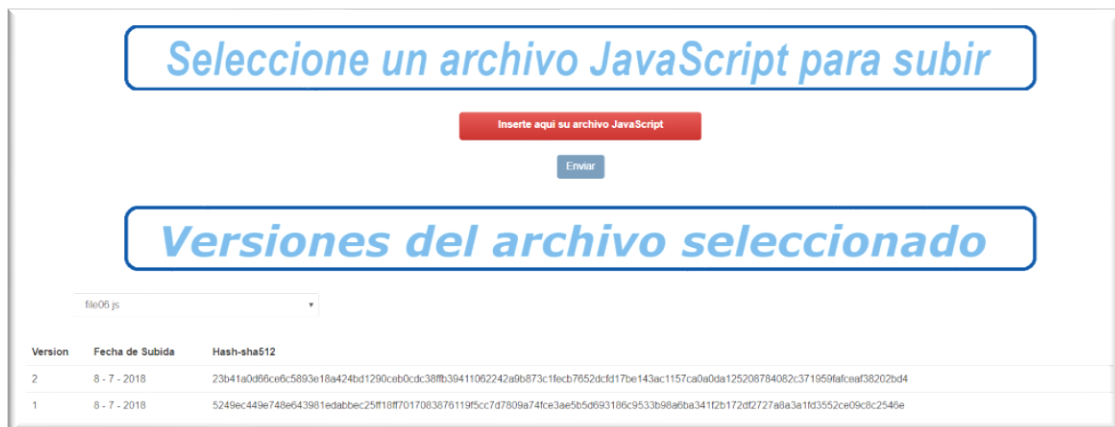 Seleccione un archivo JavaScript para subir
Inserte aqui su archivo JavaScript
Enviar
Versiones del archivo seleccionado
file06.js
Version Fecha de Subida Hash-sha512
2 8 - 7 - 2018 23b41a0d66ce6c5893e18a424bd1290ceb0cdc38ffb39411062242a9b873c1fecb7652dcfd17be143ac1157ca0a0da125208784082c371959fafceaf38202bd4
1 8 - 7 - 2018 5249ec449e748e643981edabbec25ff18ff7017083876119f5cc7d7809a74fce3ae5b5d693186c9533b98a6ba341f2b172df2727a8a3a1fd3552ce09c8c2546e